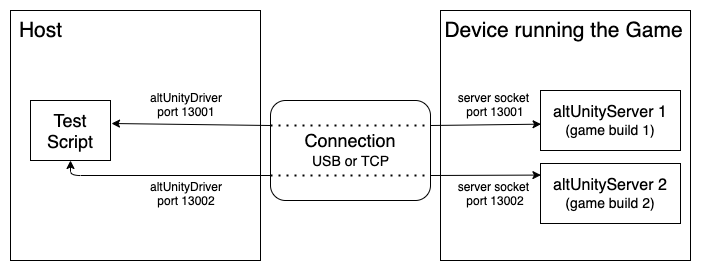 Host
Device running the Game
altUnityDriver
port 13001
server socket
port 13001
altUnityServer 1
(game build 1)
Test
Script
Connection
USB or TCP
altUnityDriver
port 13002
server socket
port 13002
altUnityServer 2
(game build 2)